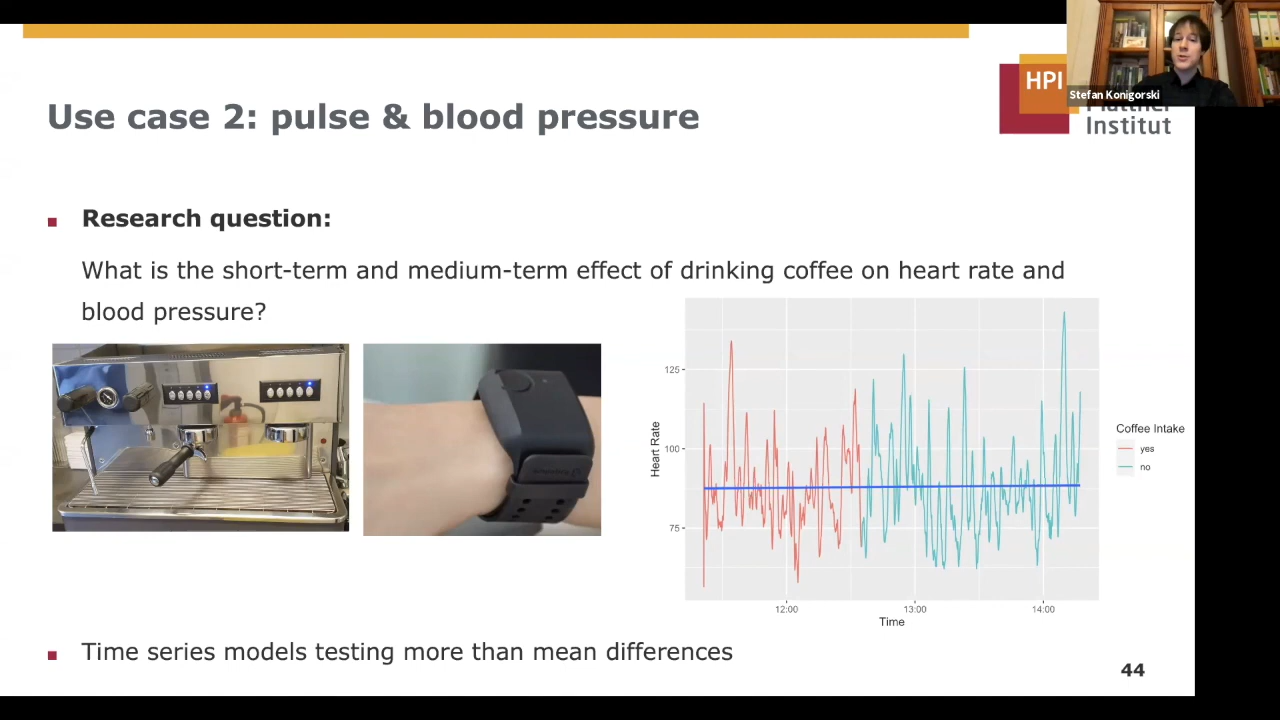 Stefan Konigorski
HPI
Institut
Use case 2: pulse & blood pressure
Research question:
What is the short-term and medium-term effect of drinking coffee on heart rate and
blood pressure?
Heart Rate
125
100
75
12:00
13:00
14:00
Time
Coffee Intake
yes
no
Time series models testing more than mean differences
44